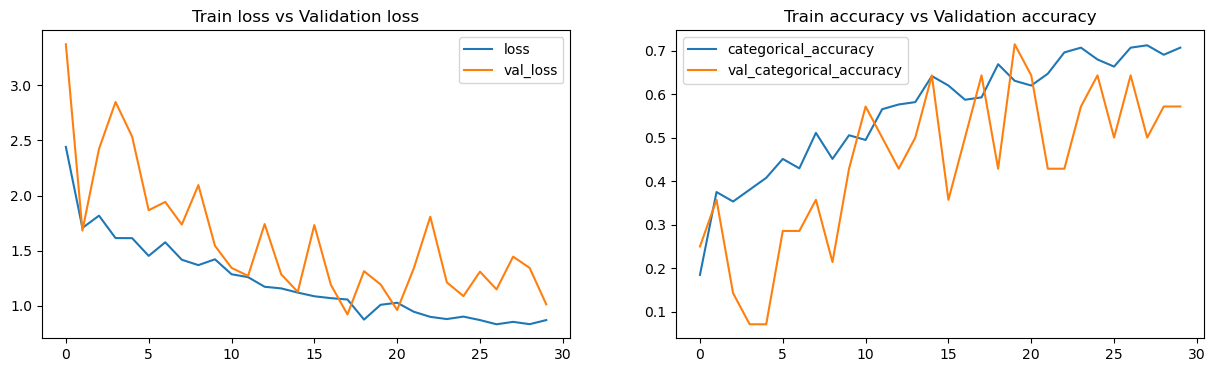 Train loss vs Validation loss
loss
val_loss
3.0
2.5
2.0
1.5
1.0
0 5 10 15 20 25 30
Train accuracy vs Validation accuracy
categorical_accuracy
val_categorical_accuracy
0.7
0.6
0.5
0.4
0.3
0.2
0.1
0 5 10 15 20 25 30